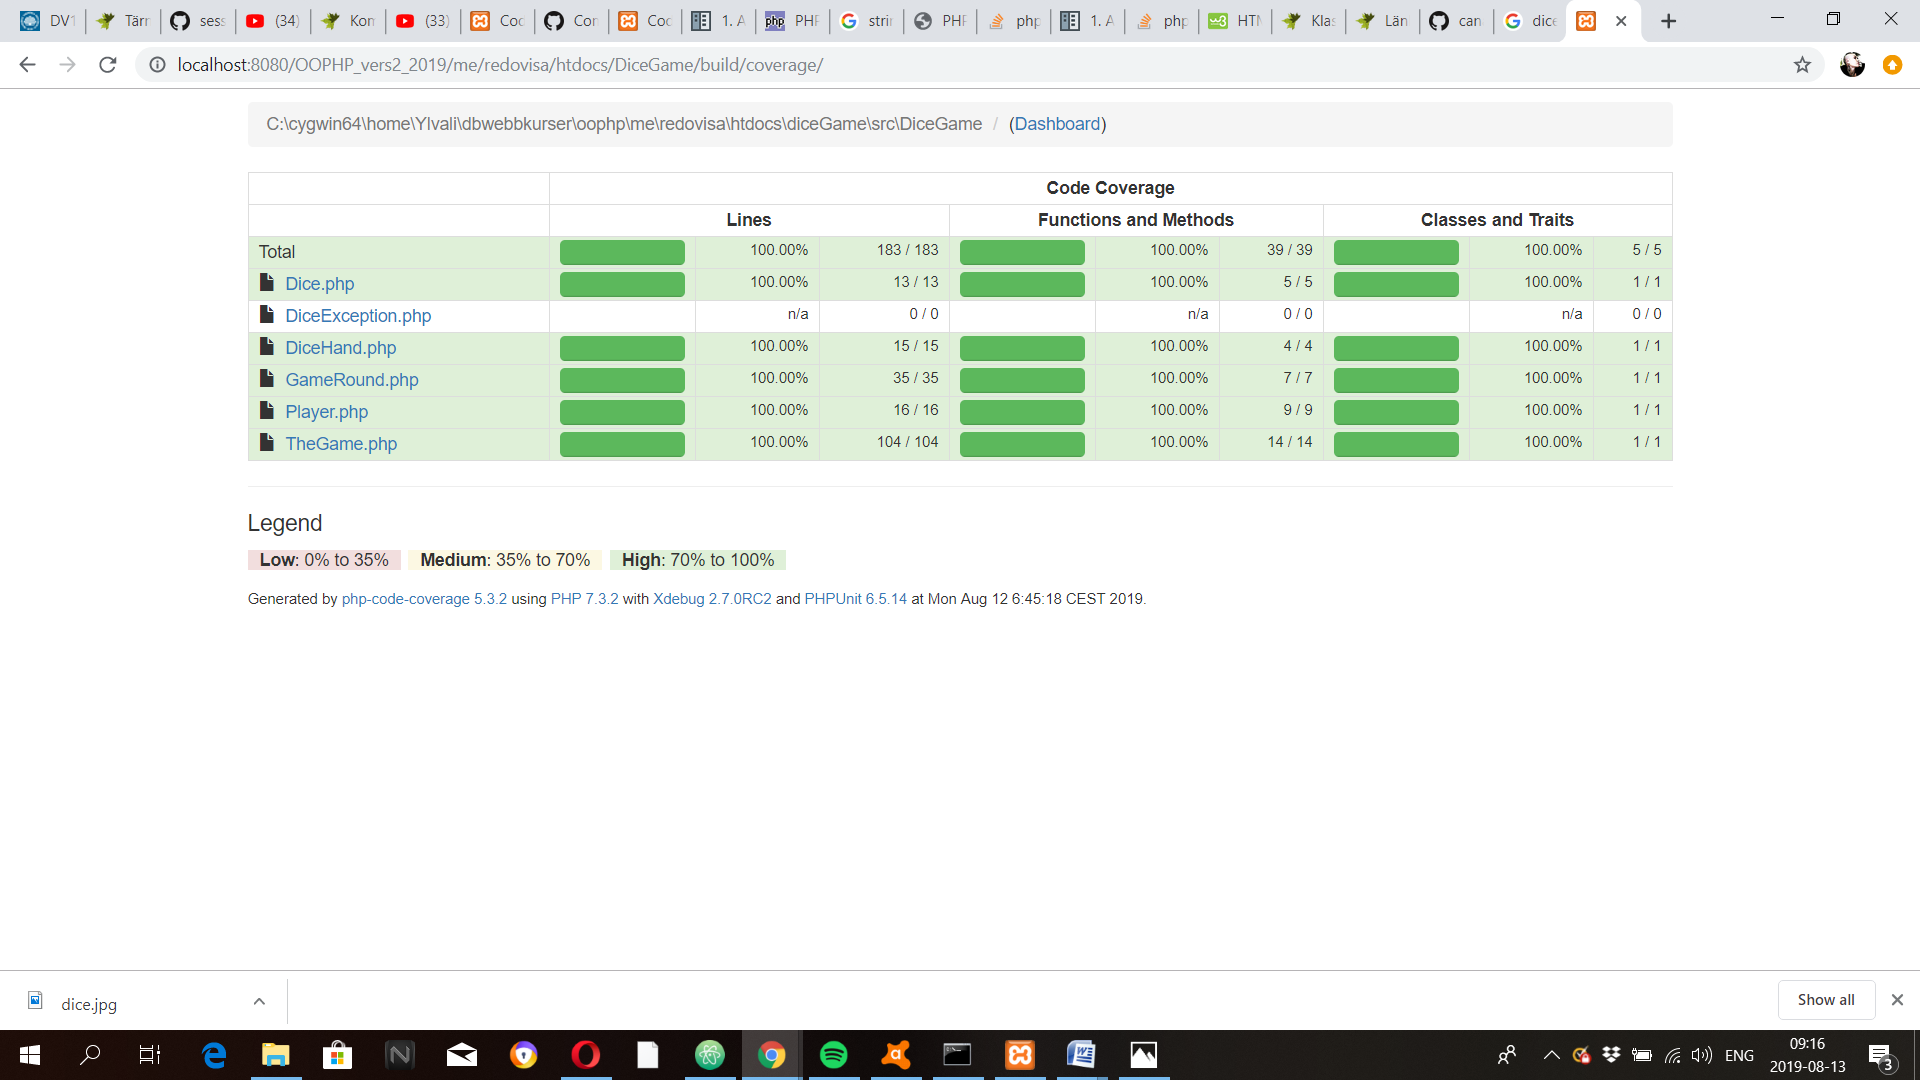 DV1 Tärn sess (34) Kon (33) Coc Con Coc 1. A PHP strin PHP php 1. A php HTM Klas Län can dice
localhost:8080/OOPHP_vers2_2019/me/redovisa/htdocs/DiceGame/build/coverage/
C:\cygwin64\home\Ylvali\dbwebbkurser\oophp\me\redovisa\htdocs\diceGame\src\DiceGame / (Dashboard)
Code Coverage
Lines Functions and Methods Classes and Traits
Total 100.00% 183 / 183 100.00% 39 / 39 100.00% 5 / 5
Dice.php 100.00% 13 / 13 100.00% 5 / 5 100.00% 1 / 1
DiceException.php n/a 0 / 0 n/a 0 / 0 n/a 0 / 0
DiceHand.php 100.00% 15 / 15 100.00% 4 / 4 100.00% 1 / 1
GameRound.php 100.00% 35 / 35 100.00% 7 / 7 100.00% 1 / 1
Player.php 100.00% 16 / 16 100.00% 9 / 9 100.00% 1 / 1
TheGame.php 100.00% 104 / 104 100.00% 14 / 14 100.00% 1 / 1
Legend
Low: 0% to 35% Medium: 35% to 70% High: 70% to 100%
Generated by php-code-coverage 5.3.2 using PHP 7.3.2 with Xdebug 2.7.0RC2 and PHPUnit 6.5.14 at Mon Aug 12 6:45:18 CEST 2019.
dice.jpg
Show all
ENG
09:16
2019-08-13
3